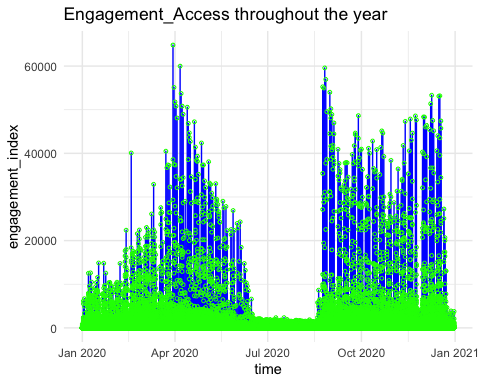 Engagement_Access throughout the year
engagement_index
60000
40000
20000
0
Jan 2020
Apr 2020
Jul 2020
Oct 2020
Jan 2021
time